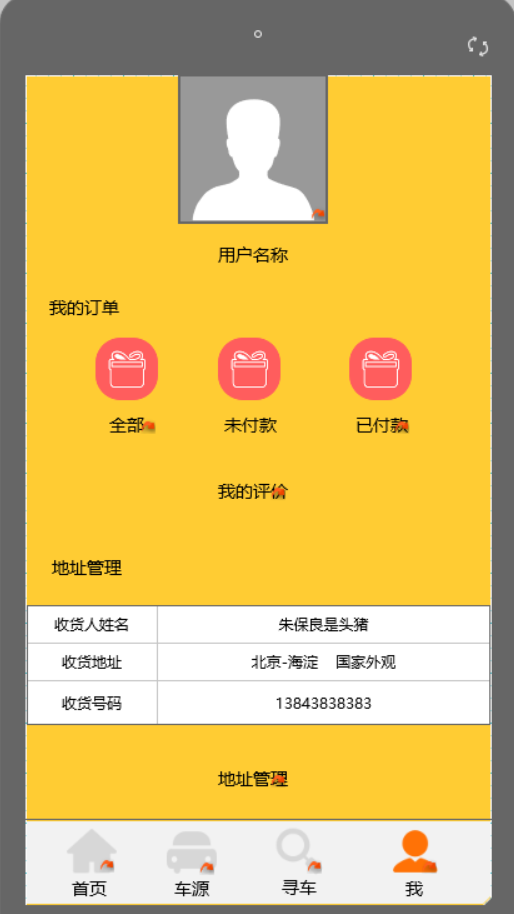 用户名称
我的订单
全部 未付款 已付款
我的评价
地址管理
收货人姓名 朱保良是头猪
收货地址 北京-海淀 国家外观
收货号码 13843838383
地址管理
首页 车源 寻车 我